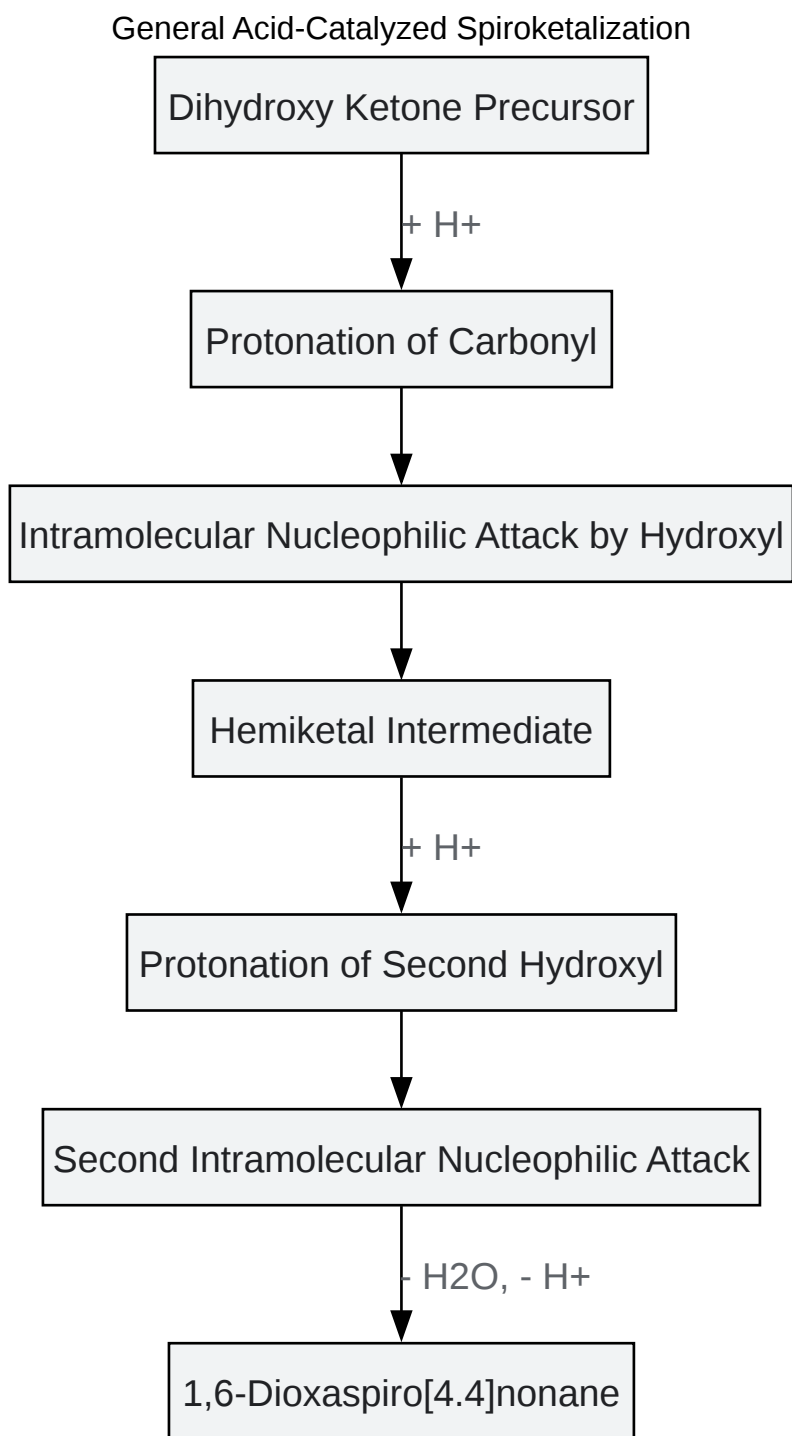 General Acid-Catalyzed Spiroketalization
Dihydroxy Ketone Precursor
+ H+
Protonation of Carbonyl
Intramolecular Nucleophilic Attack by Hydroxyl
Hemiketal Intermediate
+ H+
Protonation of Second Hydroxyl
Second Intramolecular Nucleophilic Attack
- H2O, - H+
1,6-Dioxaspiro[4.4]nonane